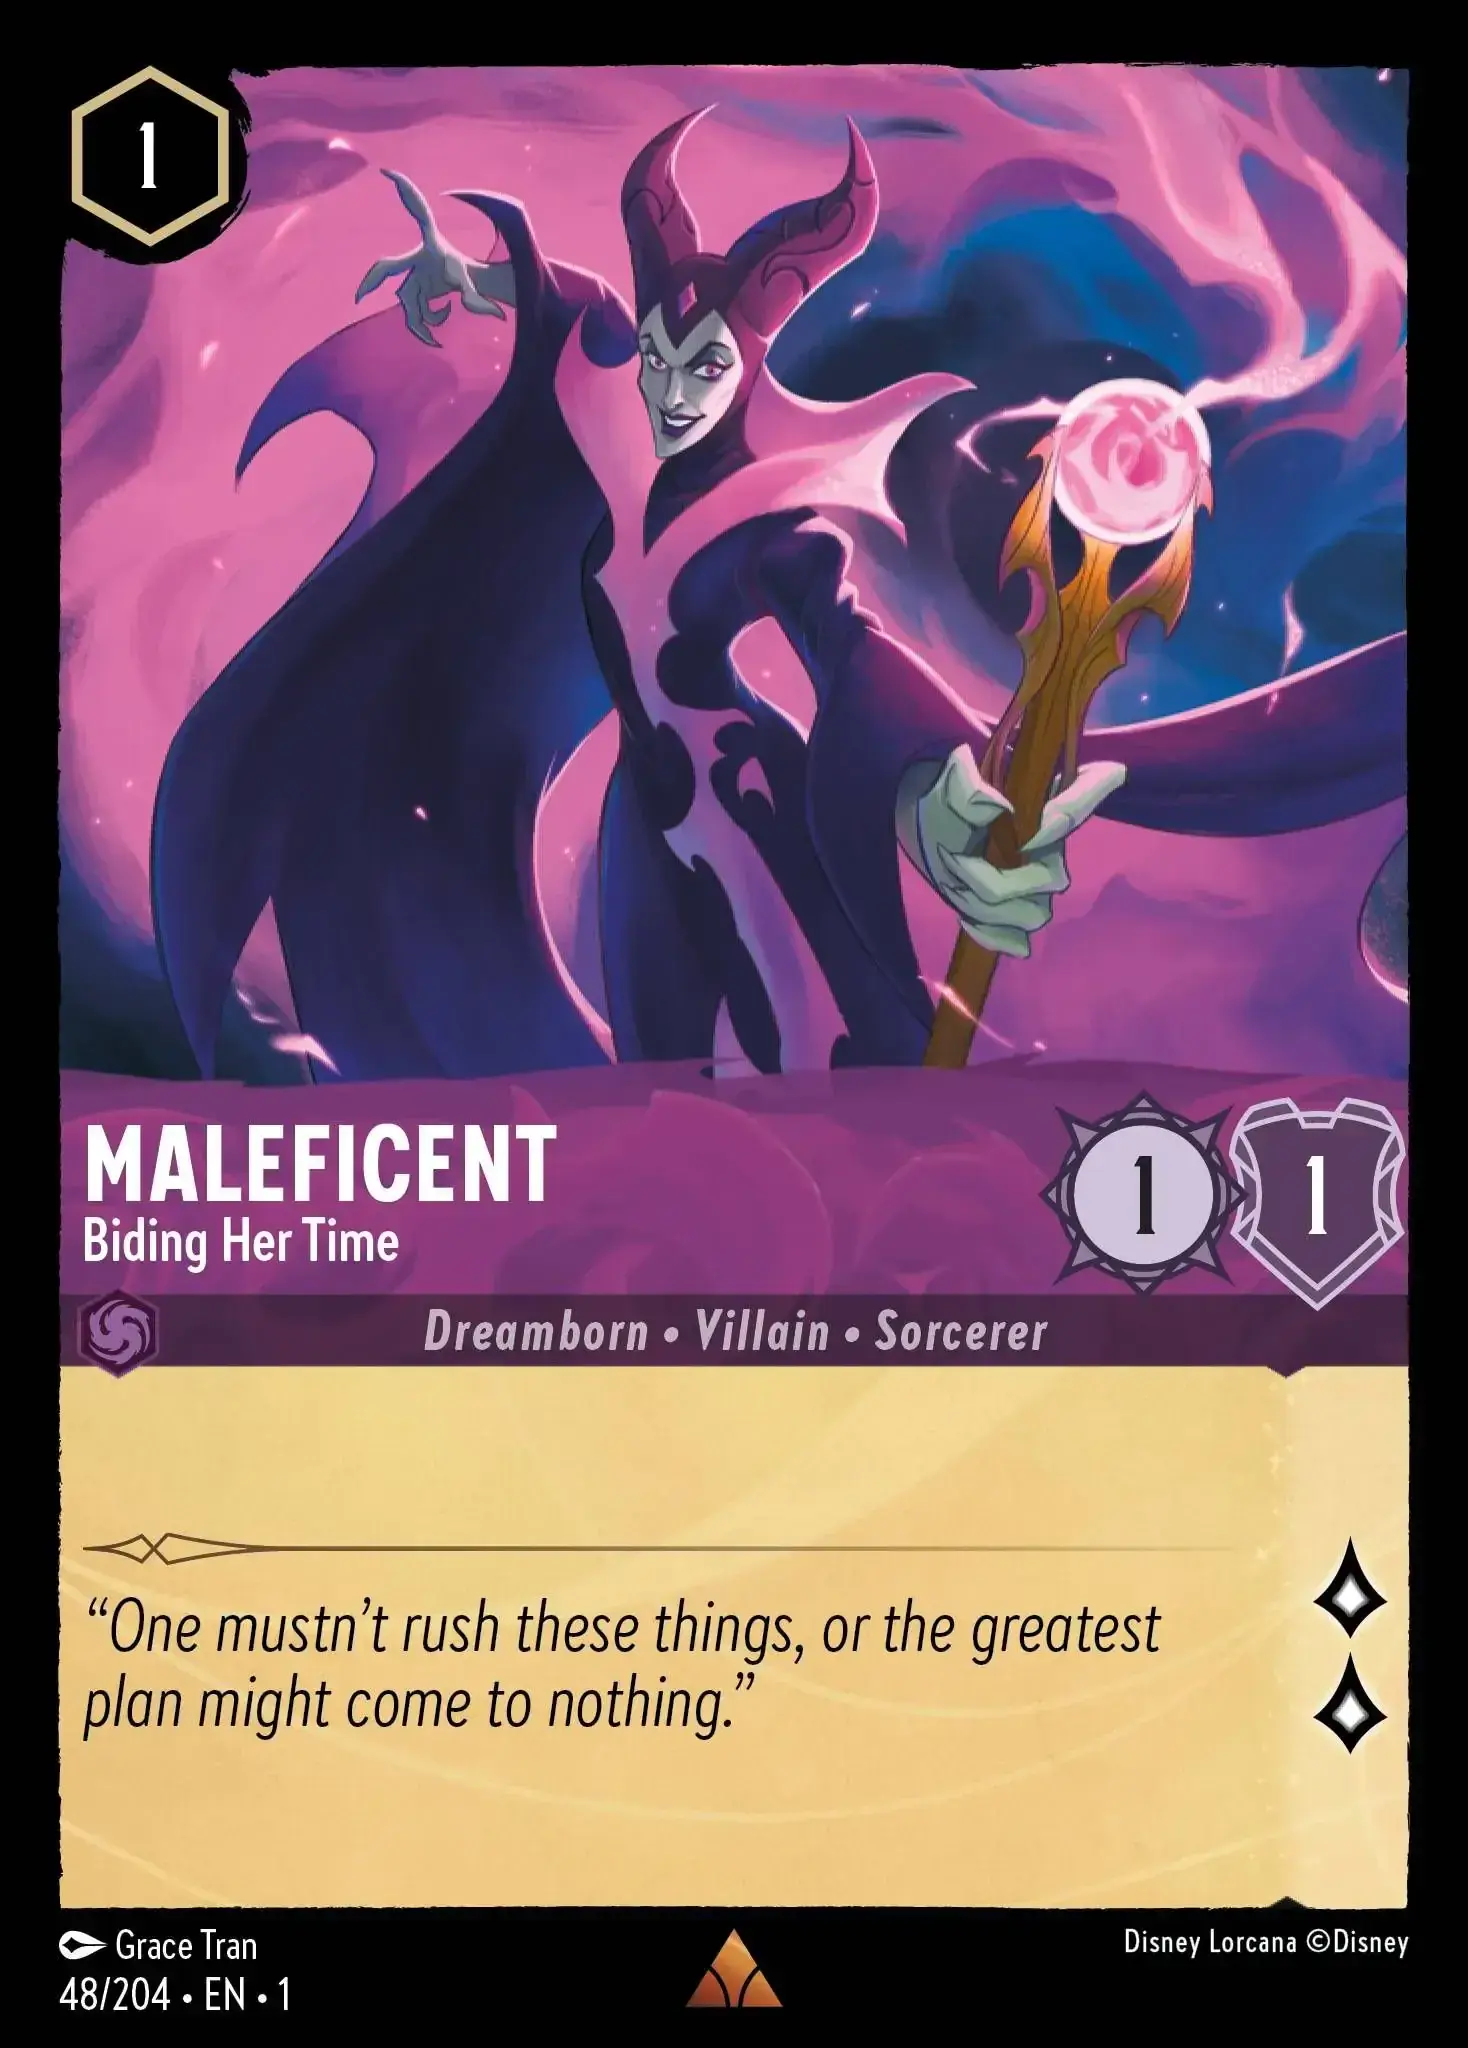 1
MALEFICENT
Biding Her Time
1
1
Dreamborn • Villain • Sorcerer
“One mustn’t rush these things, or the greatest
plan might come to nothing.”
Grace Tran
48/204 • EN • 1
Disney Lorcana ©Disney